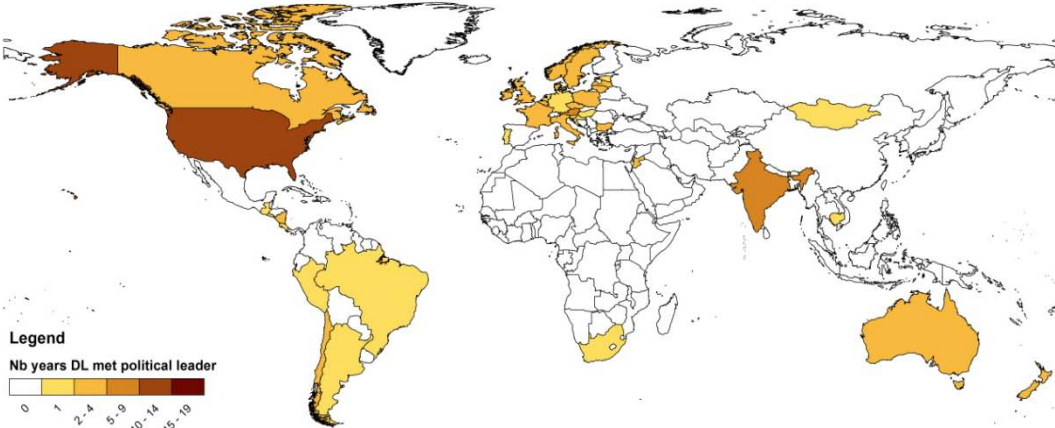 Legend
Nb years DL met political leader
0
1
2 - 4
5 - 9
10 - 14
15 - 19